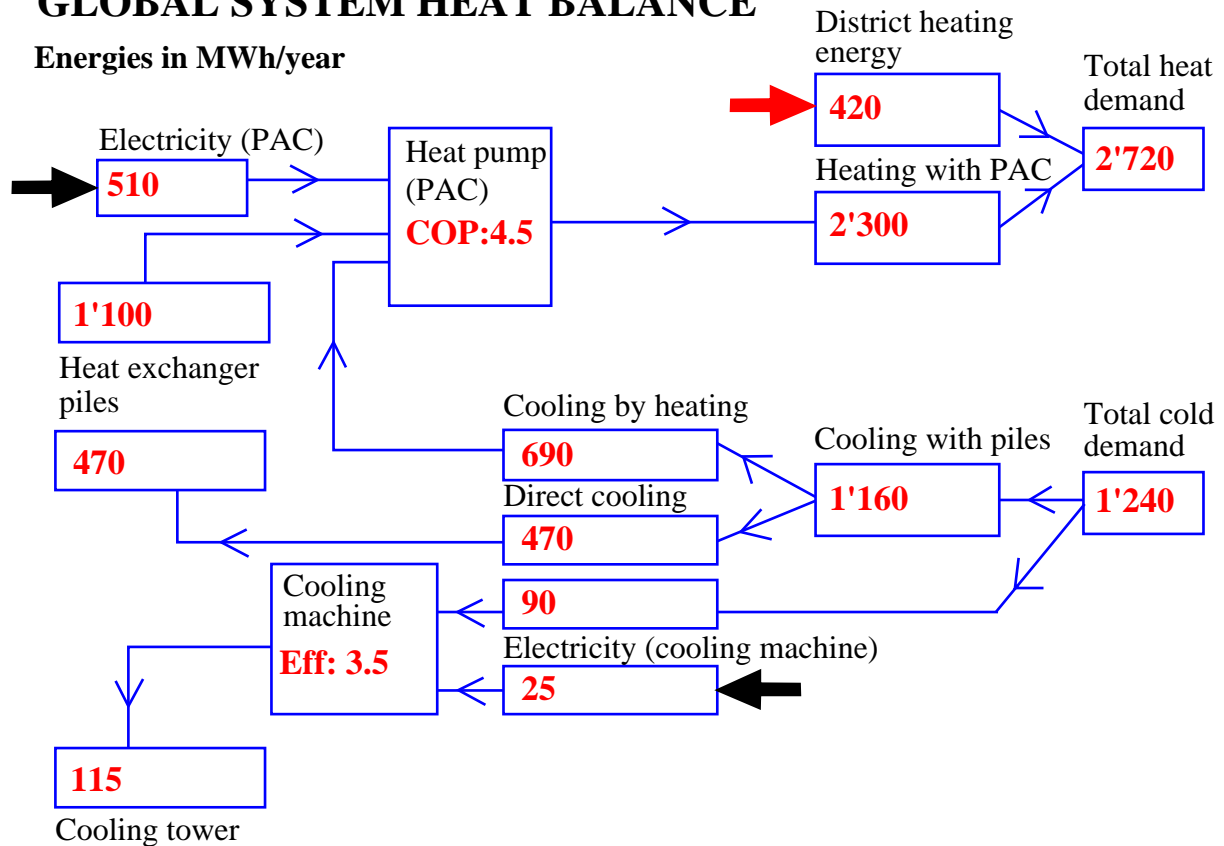 GLOBAL SYSTEM HEAT BALANCE
Energies in MWh/year
District heating
energy
420
Total heat
demand
2'720
Electricity (PAC)
510
Heat pump
(PAC)
COP:4.5
Heating with PAC
2'300
1'100
Heat exchanger
piles
470
Cooling by heating
690
Direct cooling
470
Cooling with piles
1'160
Total cold
demand
1'240
Cooling
machine
Eff: 3.5
90
Electricity (cooling machine)
25
115
Cooling tower